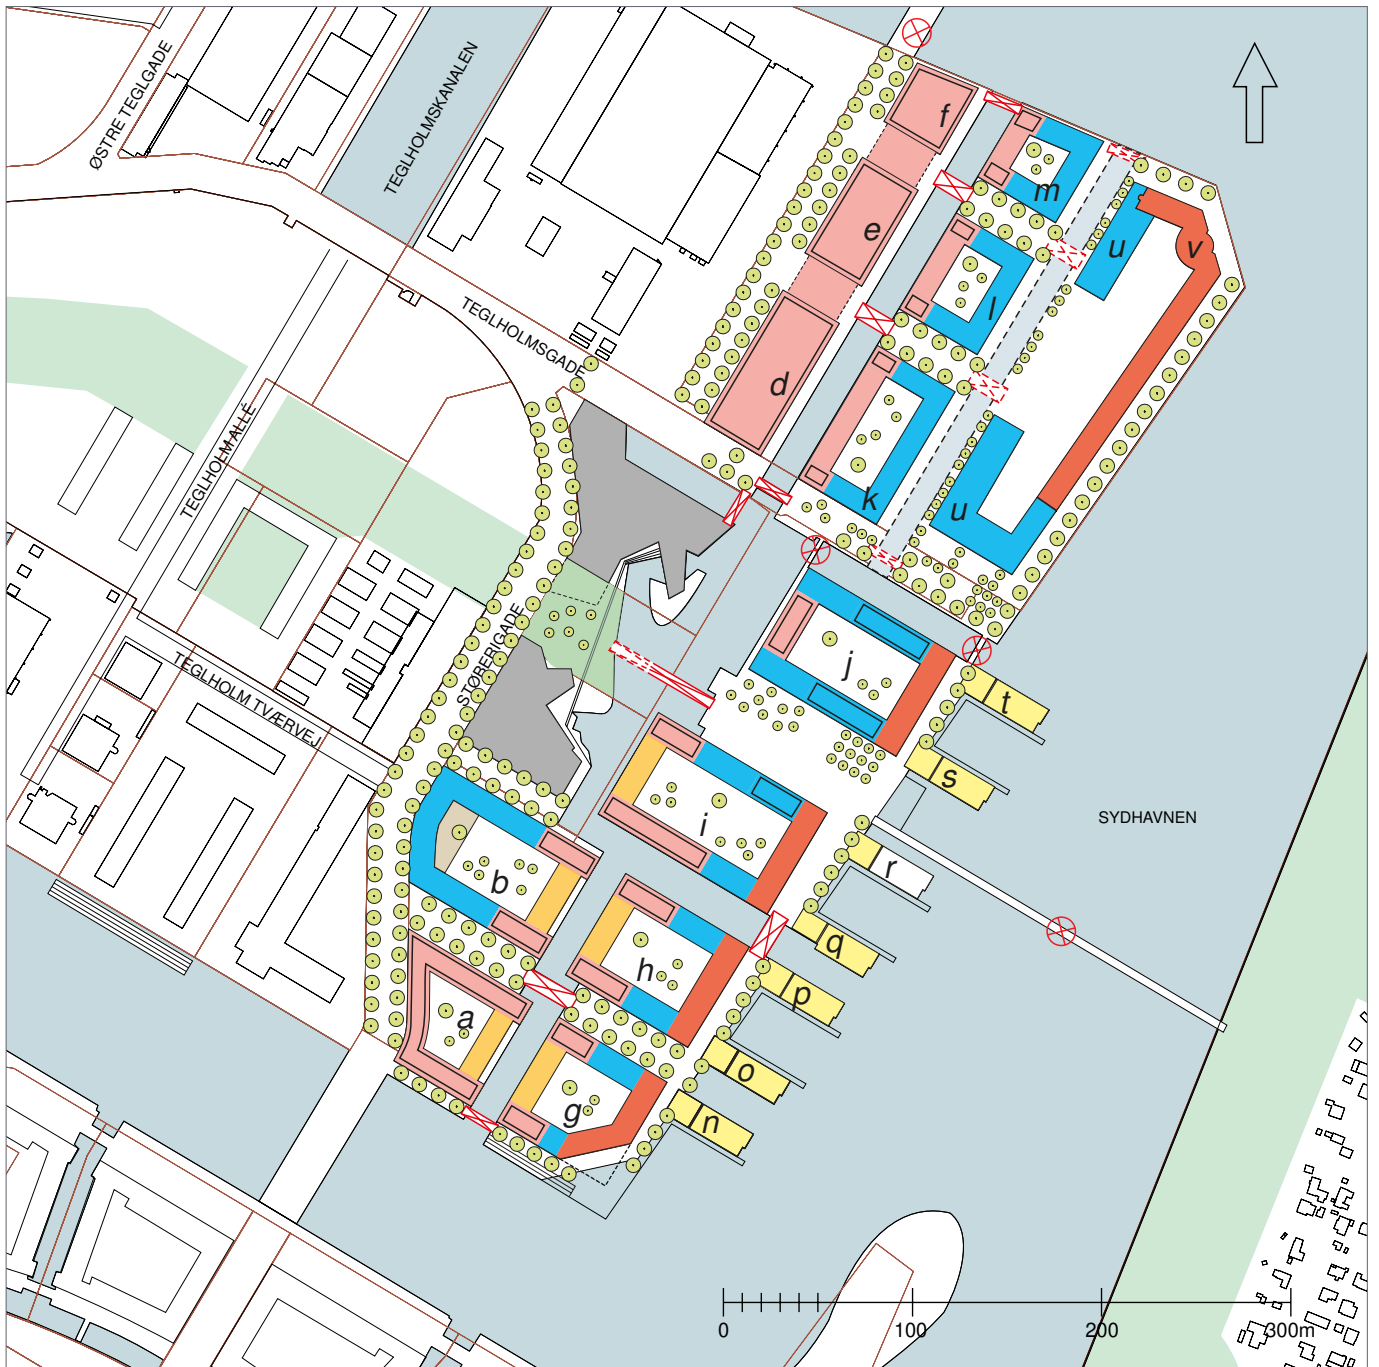 ØSTRE TEGLGADE
TEGLHOLMSKANALEN
f
m
e
u
v
l
TEGLHOLMSGADE
d
TEGLHOLM ALLÉ
k
u
STØBERIGADE
TEGLHOLM TVÆRVEJ
j
t
s
i
SYDHAVNEN
r
b
q
h
p
a
o
g
n
0
100
200
300m